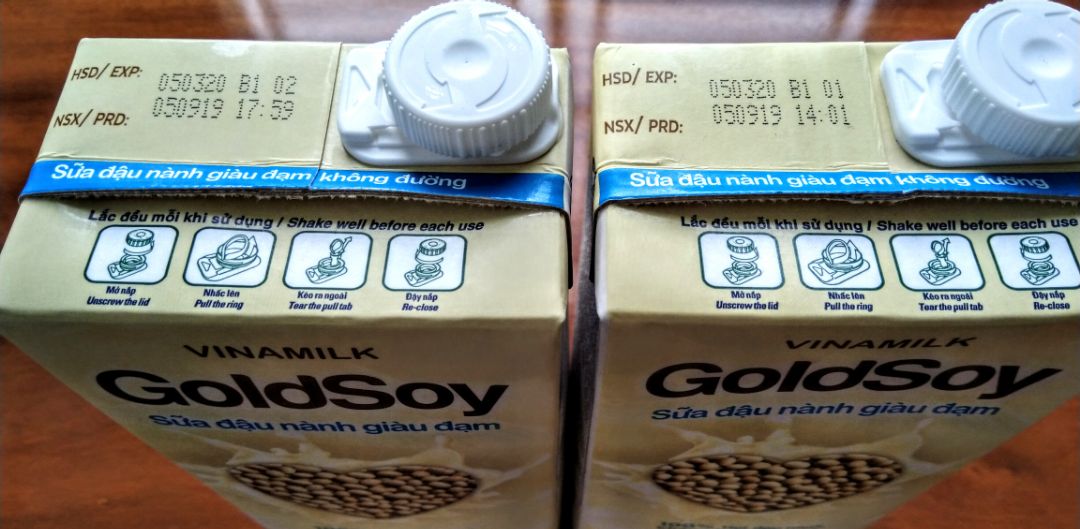 HSD/ EXP: 050320 B1 02
NSX/ PRD: 050919 17:59
Sữa đậu nành giàu đạm không đường
Lắc đều mỗi khi sử dụng / Shake well before each use
Mở nắp Nhấc lên Kéo ra ngoài Đậy nắp
Unscrew the lid Pull the ring Tear the pull tab Re-close
VINAMILK
GoldSoy
Sữa đậu nành giàu đạm
HSD/ EXP: 050320 B1 01
NSX/ PRD: 050919 14:01
Sữa đậu nành giàu đạm không đường
Lắc đều mỗi khi sử dụng / Shake well before each use
Mở nắp Nhấc lên Kéo ra ngoài Đậy nắp
Unscrew the lid Pull the ring Tear the pull tab Re-close
VINAMILK
GoldSoy
Sữa đậu nành giàu đạm